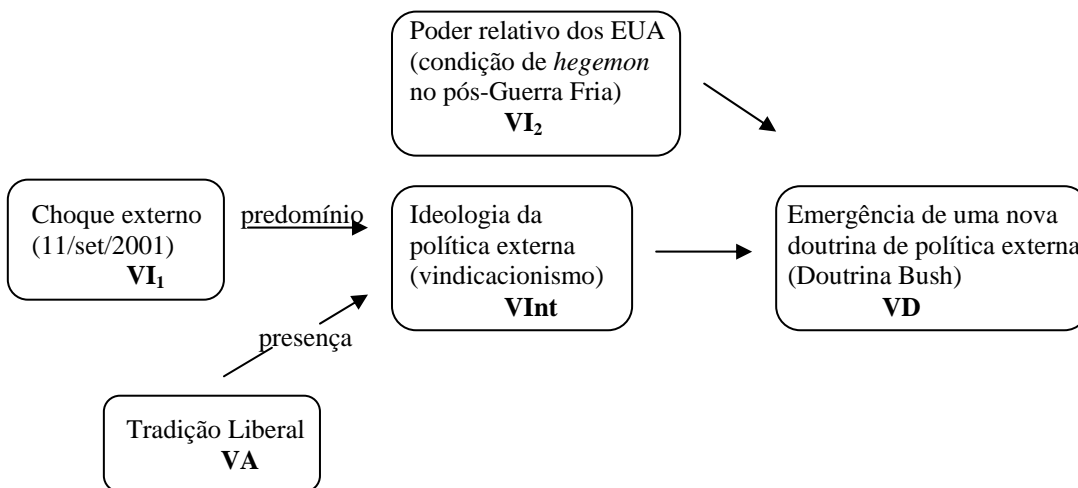 Poder relativo dos EUA
(condição de hegemon
no pós-Guerra Fria)
VI₂
Choque externo
(11/set/2001)
VI₁
predomínio
Ideologia da
política externa
(vindicacionismo)
VInt
Emergência de uma nova
doutrina de política externa
(Doutrina Bush)
VD
presença
Tradição Liberal
VA